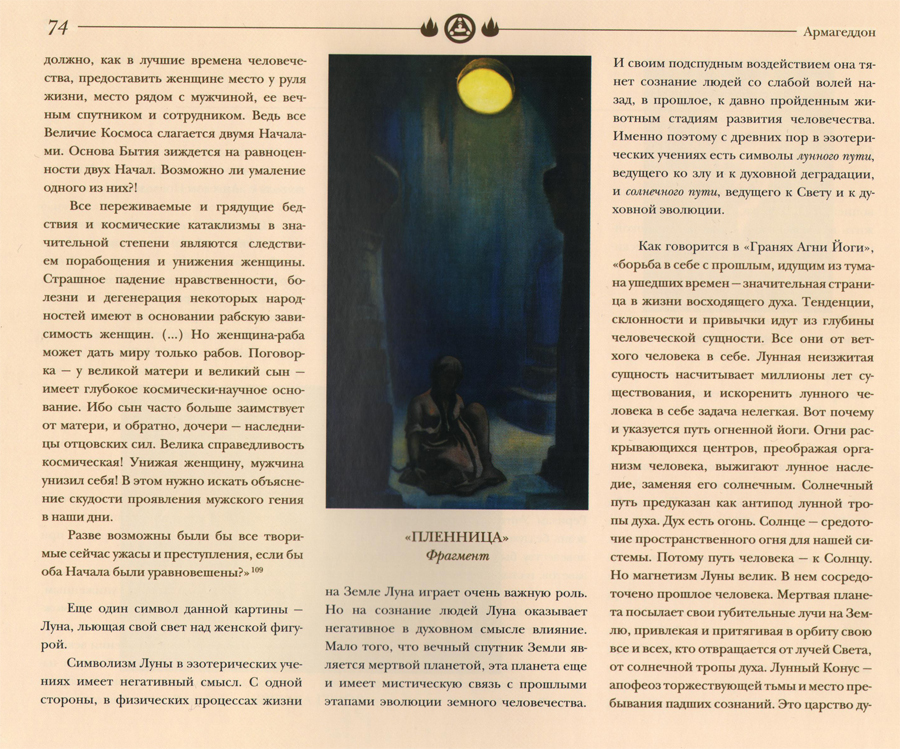 74
Армагеддон
должно, как в лучшие времена человече-
ства, предоставить женщине место у руля
жизни, место рядом с мужчиной, ее веч-
ным спутником и сотрудником. Ведь все
Величие Космоса слагается двумя Начала-
ми. Основа Бытия зиждется на равноцен-
ности двух Начал. Возможно ли умаление
одного из них?!
Все переживаемые и грядущие бед-
ствия и космические катаклизмы в зна-
чительной степени являются следстви-
ем порабощения и унижения женщины.
Страшное падение нравственности, бо-
лезни и дегенерация некоторых народ-
ностей имеют в основании рабскую зави-
симость женщин. (...) Но женщина-раба
может дать миру только рабов. Поговор-
ка – у великой матери и великий сын –
имеет глубокое космически-научное осно-
вание. Ибо сын часто больше заимствует
от матери, и обратно, дочери – наследни-
цы отцовских сил. Велика справедливость
космическая! Унижая женщину, мужчина
унизил себя! В этом нужно искать объясне-
ние скудости проявления мужского гения
в наши дни.
Разве возможны были бы все твори-
мые сейчас ужасы и преступления, если бы
оба Начала были уравновешены?» 109
Еще один символ данной картины –
Луна, льющая свой свет над женской фигу-
рой.
Символизм Луны в эзотерических уче-
ниях имеет негативный смысл. С одной
стороны, в физических процессах жизни
«ПЛЕННИЦА»
Фрагмент
на Земле Луна играет очень важную роль.
Но на сознание людей Луна оказывает
негативное в духовном смысле влияние.
Мало того, что вечный спутник Земли яв-
ляется мертвой планетой, эта планета еще
и имеет мистическую связь с прошлыми
этапами эволюции земного человечества.
И своим подспудным воздействием она тя-
нет сознание людей со слабой волей на-
зад, в прошлое, к давно пройденным жи-
вотным стадиям развития человечества.
Именно поэтому с древних пор в эзотери-
ческих учениях есть символы лунного пути,
ведущего ко злу и к духовной деградации,
и солнечного пути, ведущего к Свету и к ду-
ховной эволюции.
Как говорится в «Гранях Агни Йоги»,
«борьба в себе с прошлым, идущим из тума-
на ушедших времен – значительная страни-
ца в жизни восходящего духа. Тенденции,
склонности и привычки идут из глубины
человеческой сущности. Все они от вет-
хого человека в себе. Лунная неизжитая
сущность насчитывает миллионы лет су-
ществования, и искоренить лунного че-
ловека в себе задача нелегкая. Вот почему
и указуется путь огненной йоги. Огни рас-
крывающихся центров, преображая орга-
низм человека, выжигают лунное насле-
дие, заменяя его солнечным. Солнечный
путь предуказан как антипод лунной тро-
пы духа. Дух есть огонь. Солнце – средото-
чие пространственного огня для нашей си-
стемы. Потому путь человека – к Солнцу.
Но магнетизм Луны велик. В нем сосредо-
точено прошлое человека. Мертвая плане-
та посылает свои губительные лучи на Зем-
лю, привлекая и притягивая в орбиту свою
все и всех, кто отвращается от лучей Света,
от солнечной тропы духа. Лунный Конус –
апофеоз торжествующей тьмы и место пре-
бывания падших сознаний. Это царство ду-